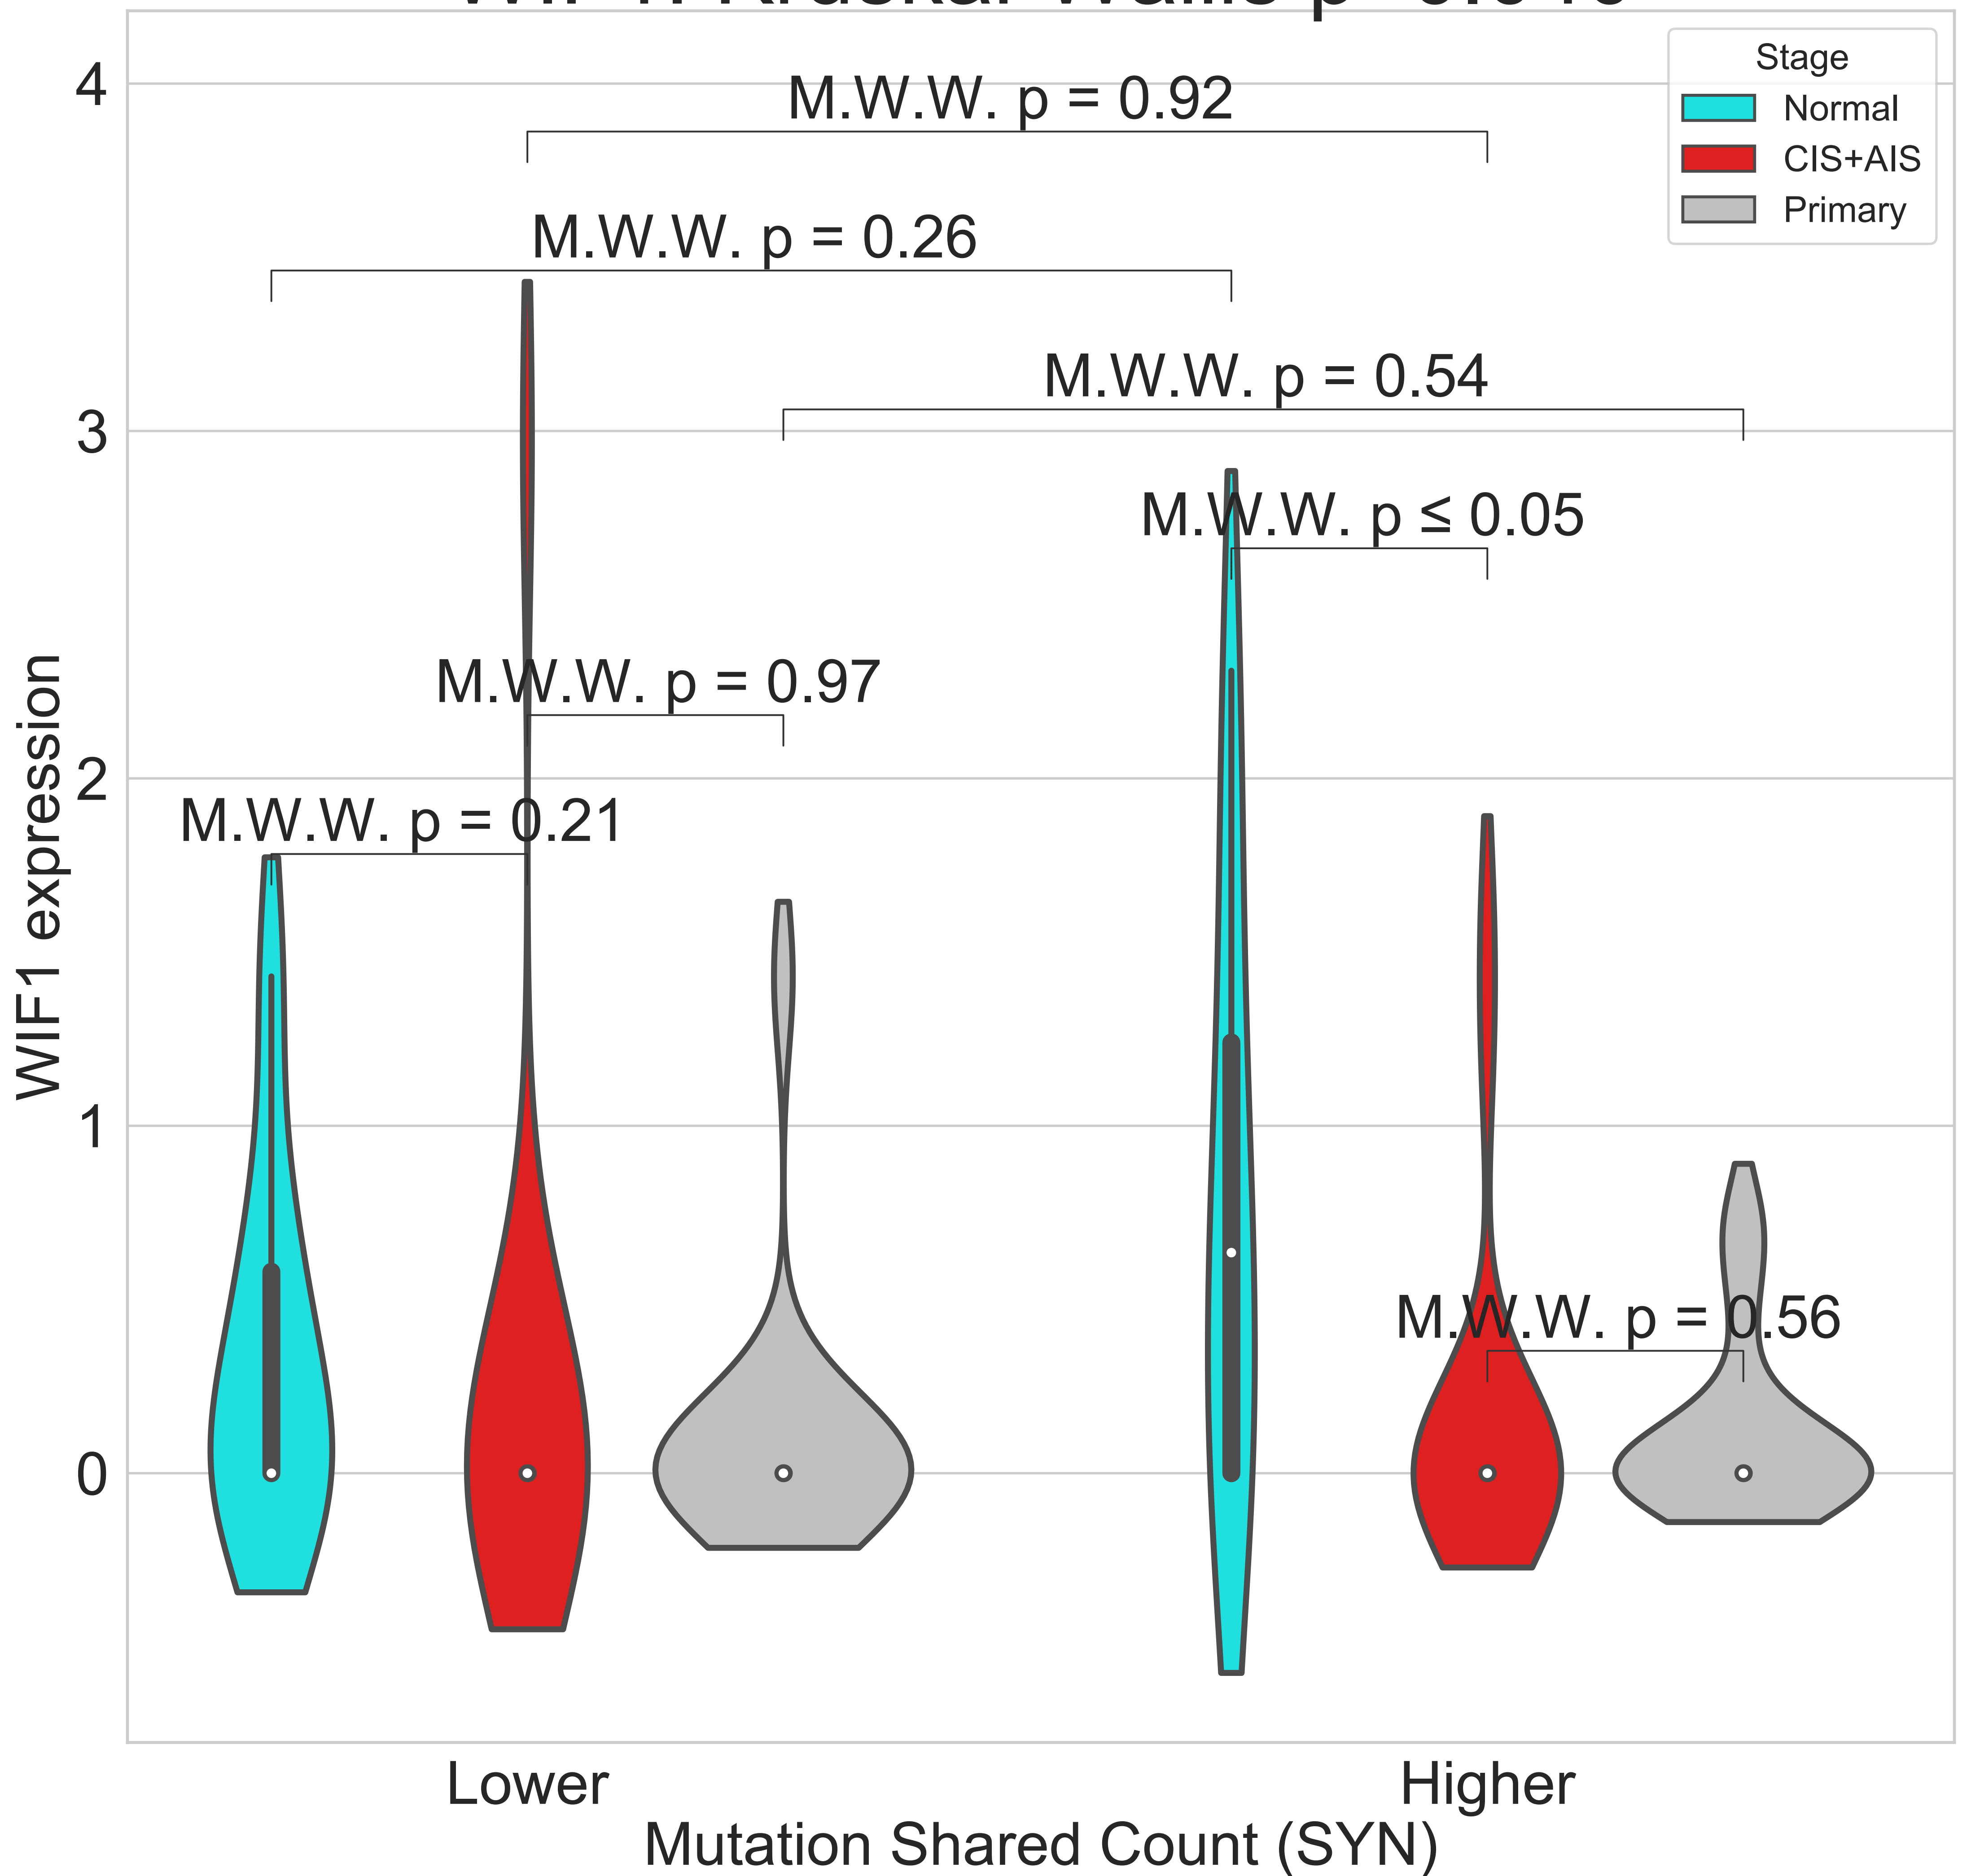 Stage
Normal
CIS+AIS
Primary
4
3
2
1
0
WIF1 expression
M.W.W. p = 0.92
M.W.W. p = 0.26
M.W.W. p = 0.54
M.W.W. p ≤ 0.05
M.W.W. p = 0.97
M.W.W. p = 0.21
M.W.W. p = 0.56
Lower
Higher
Mutation Shared Count (SYN)